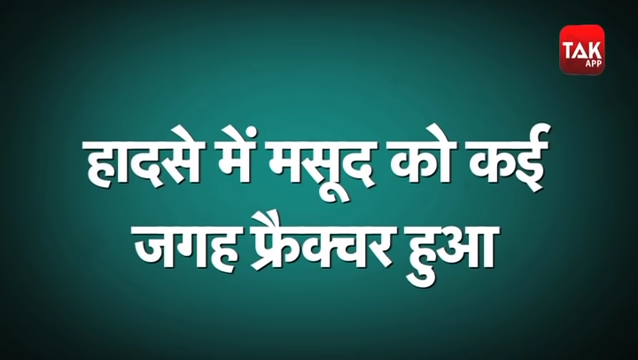 TAK
APP
हादसे में मसूद को कई
जगह फ्रैक्चर हुआ